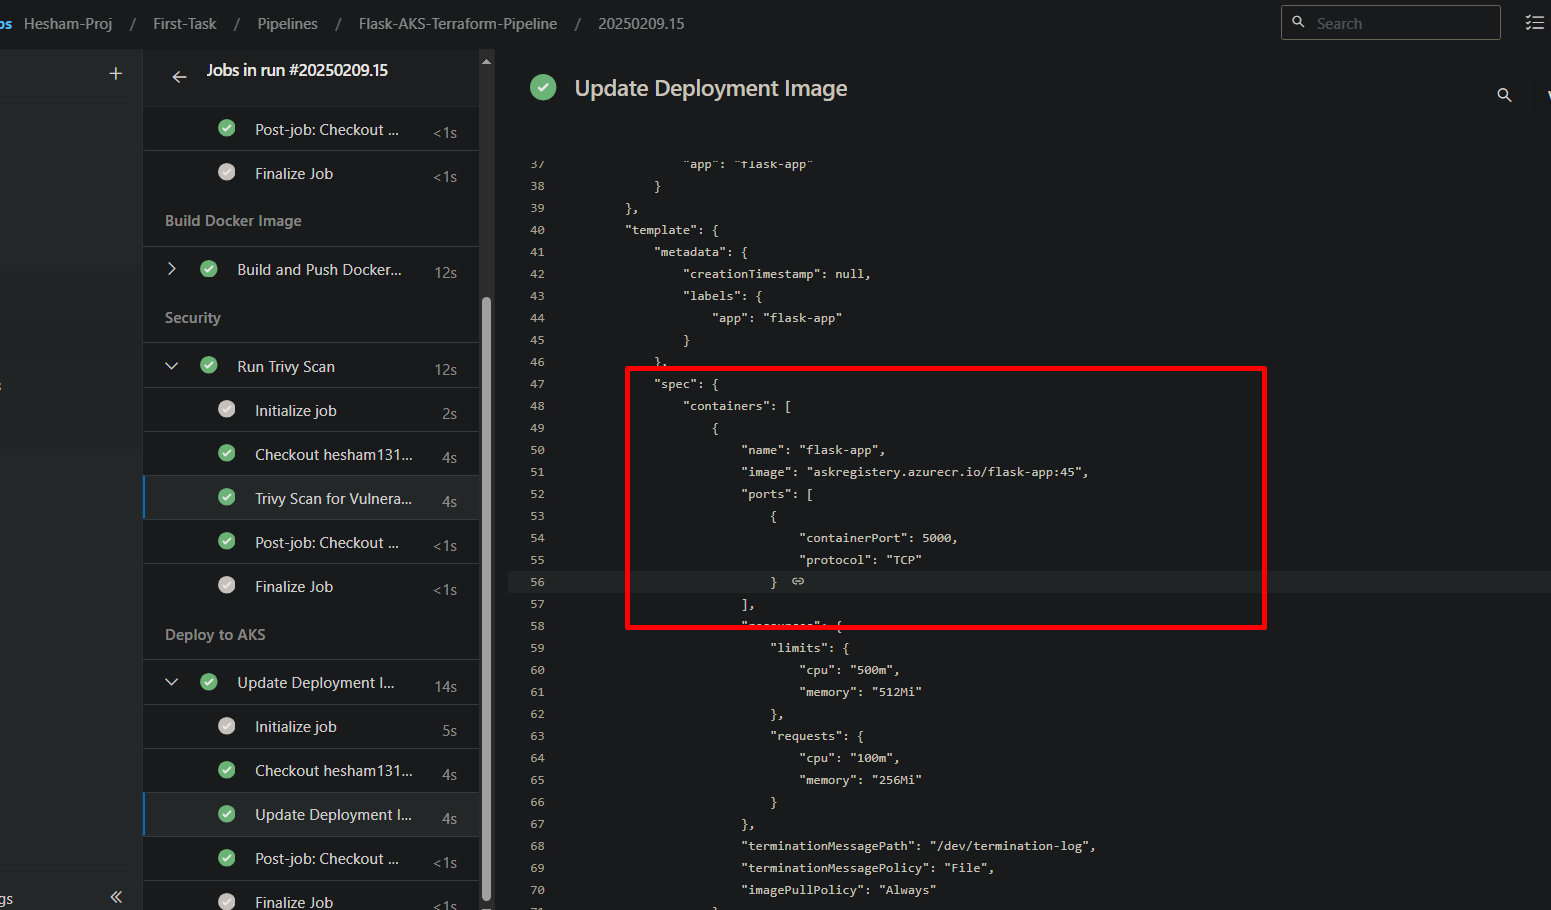 ps Hesham-Proj / First-Task / Pipelines / Flask-AKS-Terraform-Pipeline / 20250209.15
Search
Jobs in run #20250209.15
Post-job: Checkout ... <1s
Finalize Job <1s
Build Docker Image
Build and Push Docker... 12s
Security
Run Trivy Scan 12s
Initialize job 2s
Checkout hesham131... 4s
Trivy Scan for Vulnera... 4s
Post-job: Checkout ... <1s
Finalize Job <1s
Deploy to AKS
Update Deployment I... 14s
Initialize job 5s
Checkout hesham131... 4s
Update Deployment I... 4s
Post-job: Checkout ... <1s
Finalize Job <1s
gs
Update Deployment Image
37 "app": "flask-app"
38 }
39 },
40 "template": {
41 "metadata": {
42 "creationTimestamp": null,
43 "labels": {
44 "app": "flask-app"
45 }
46 },
47 "spec": {
48 "containers": [
49 {
50 "name": "flask-app",
51 "image": "askregistery.azurecr.io/flask-app:45",
52 "ports": [
53 {
54 "containerPort": 5000,
55 "protocol": "TCP"
56 }
57 ],
58 "resources": {
59 "limits": {
60 "cpu": "500m",
61 "memory": "512Mi"
62 },
63 "requests": {
64 "cpu": "100m",
65 "memory": "256Mi"
66 }
67 },
68 "terminationMessagePath": "/dev/termination-log",
69 "terminationMessagePolicy": "File",
70 "imagePullPolicy": "Always"
71 }